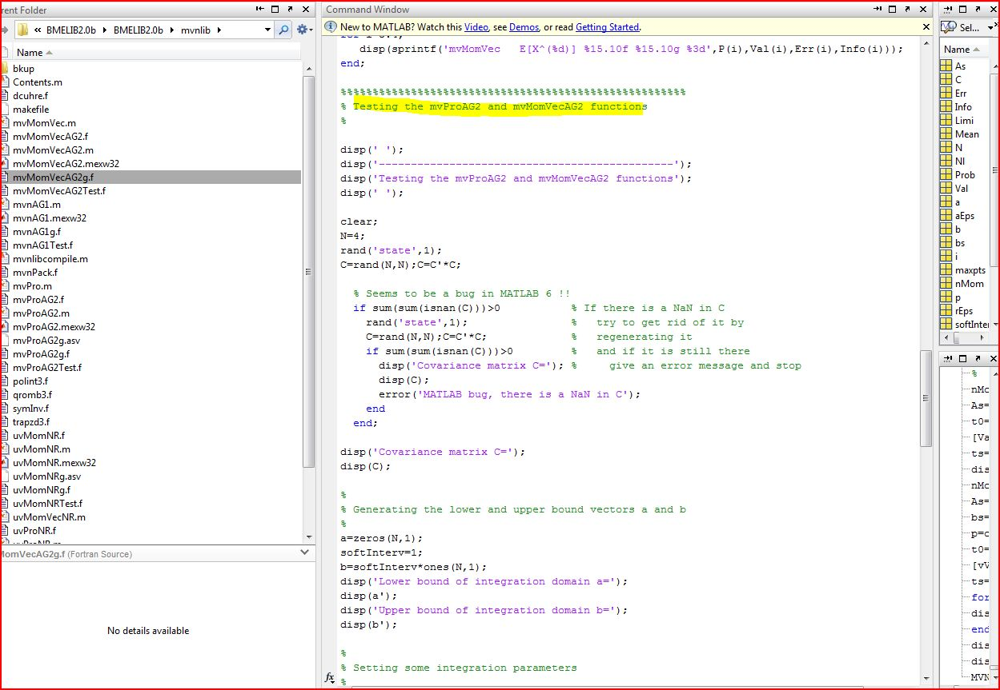 rent Folder
« BMELIB2.0b ▸ BMELIB2.0b ▸ mvnlib ▸
Name
bkup
Contents.m
dcuhre.f
makefile
mvMomVec.m
mvMomVecAG2.f
mvMomVecAG2.m
mvMomVecAG2.mexw32
mvMomVecAG2g.f
mvMomVecAG2Test.f
mvnAG1.m
mvnAG1.mexw32
mvnAG1g.f
mvnAG1Test.f
mvnlibcompile.m
mvnPack.f
mvPro.m
mvProAG2.f
mvProAG2.m
mvProAG2.mexw32
mvProAG2g.asv
mvProAG2g.f
mvProAG2Test.f
polint3.f
qromb3.f
symInv.f
trapzd3.f
uvMomNR.f
uvMomNR.m
uvMomNR.mexw32
uvMomNRg.asv
uvMomNRg.f
uvMomNRTest.f
uvMomVecNR.m
uvProNR.f
uvProNR.m
MomVecAG2g.f (Fortran Source)
No details available
Command Window
New to MATLAB? Watch this Video, see Demos, or read Getting Started.
disp(sprintf('mvMomVec   E[X^(%d)] %15.10f %15.10g %3d',P(i),Val(i),Err(i),Info(i)));
end;
%%%%%%%%%%%%%%%%%%%%%%%%%%%%%%%%%%%%%%%%%%%%%%%%%%%%%%
% Testing the mvProAG2 and mvMomVecAG2 functions
%
disp(' ');
disp('----------------------------------------------');
disp('Testing the mvProAG2 and mvMomVecAG2 functions');
disp(' ');
clear;
N=4;
rand('state',1);
C=rand(N,N);C=C'*C;
% Seems to be a bug in MATLAB 6 !!
if sum(sum(isnan(C)))>0           % If there is a NaN in C
rand('state',1);                %   try to get rid of it by
C=rand(N,N);C=C'*C;             %   regenerating it
if sum(sum(isnan(C)))>0         %   and if it is still there
disp('Covariance matrix C='); %     give an error message and stop
disp(C);
error('MATLAB bug, there is a NaN in C');
end
end;
disp('Covariance matrix C=');
disp(C);
%
% Generating the lower and upper bound vectors a and b
%
a=zeros(N,1);
softInterv=1;
b=softInterv*ones(N,1);
disp('Lower bound of integration domain a=');
disp(a');
disp('Upper bound of integration domain b=');
disp(b');
%
% Setting some integration parameters
%
fx
Sel...
Name
As
C
Err
Info
Limi
Mean
N
NI
Prob
Val
a
aEps
b
bs
i
maxpts
nMom
p
rEps
softInter
%
nMo
As=
t0=
[Va
ts=
dis
nMo
As=
bs=
p=c
t0=
[vV
ts=
for
dis
end
dis
dis
MVN